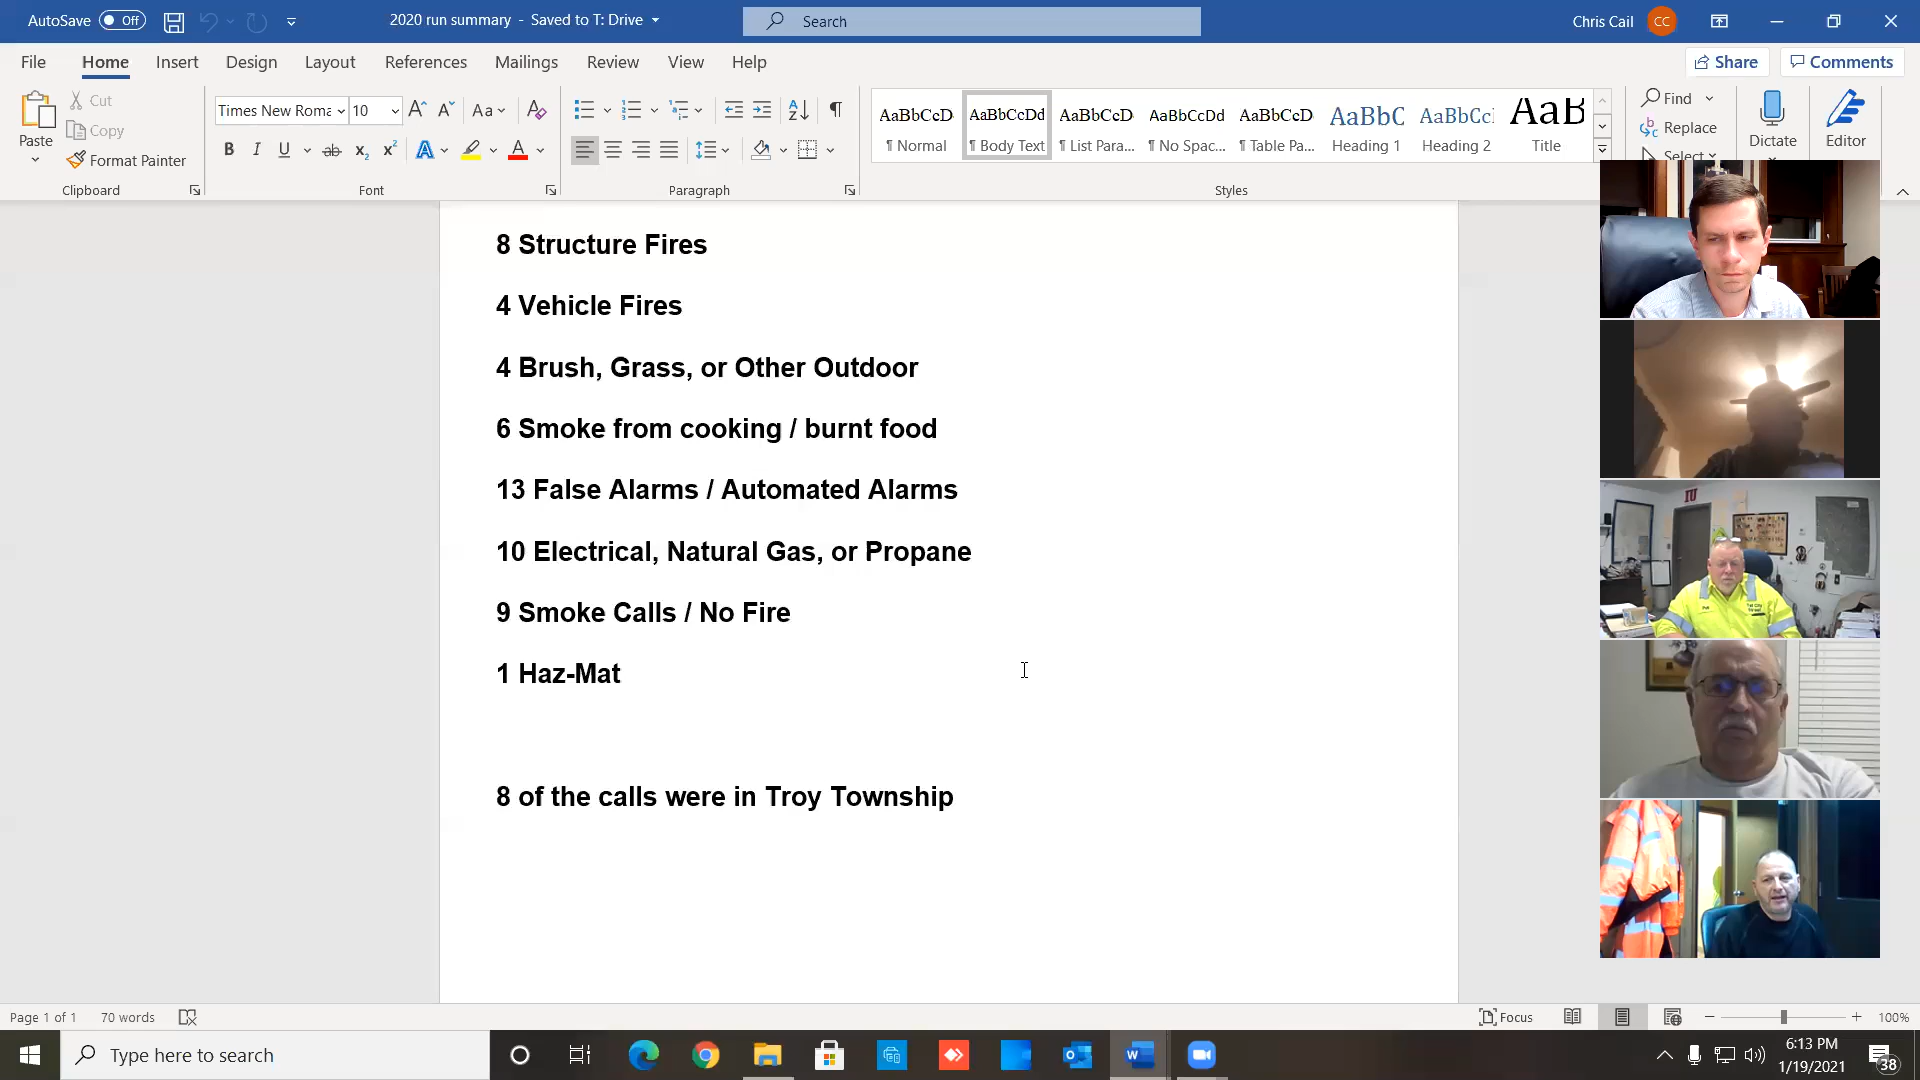 AutoSave Off 2020 run summary - Saved to T: Drive Search Chris Cail CC
File Home Insert Design Layout References Mailings Review View Help Share Comments
Paste Cut Copy Format Painter
Clipboard
Times New Roma 10
Font
Paragraph
AaBbCcD AaBbCcDd AaBbCcD AaBbCcDd AaBbCcD AaBbC AaBbCcI AaB
¶ Normal ¶ Body Text ¶ List Para... ¶ No Spac... ¶ Table Pa... Heading 1 Heading 2 Title
Styles
Find
Replace
Select
Dictate
Editor
8 Structure Fires
4 Vehicle Fires
4 Brush, Grass, or Other Outdoor
6 Smoke from cooking / burnt food
13 False Alarms / Automated Alarms
10 Electrical, Natural Gas, or Propane
9 Smoke Calls / No Fire
1 Haz-Mat
8 of the calls were in Troy Township
IU
Page 1 of 1 70 words Focus 100%
Type here to search
6:13 PM
1/19/2021
38